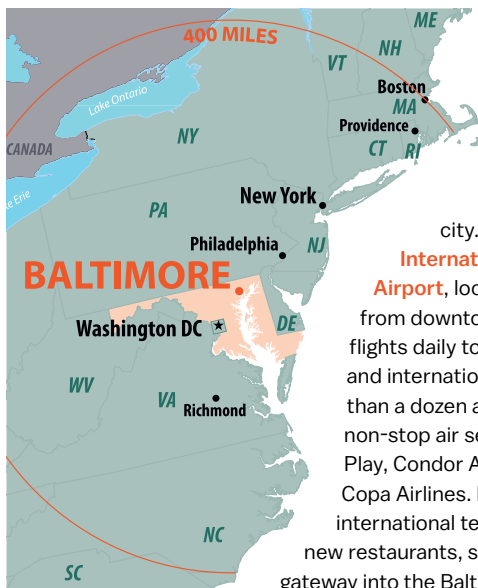 400 MILES
ME
NH
VT
Boston
MA
Lake Ontario
Providence
NY
CT
RI
CANADA
ke Erie
New York
PA
Philadelphia
NJ
BALTIMORE
Washington DC
DE
WV
VA
Richmond
NC
SC
city.
Internat
Airport, loc
from downto
flights daily to
and internatio
than a dozen a
non-stop air se
Play, Condor A
Copa Airlines.
international te
new restaurants, s
gateway into the Balt